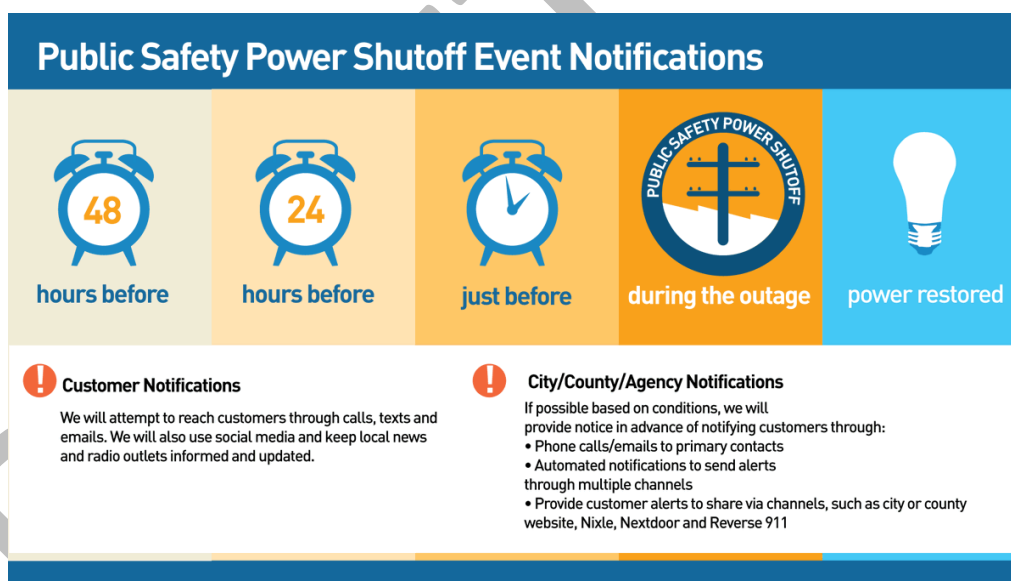 Public Safety Power Shutoff Event Notifications
48
hours before
24
hours before
just before
PUBLIC SAFETY POWER SHUTOFF
during the outage
power restored
! Customer Notifications
We will attempt to reach customers through calls, texts and
emails. We will also use social media and keep local news
and radio outlets informed and updated.
! City/County/Agency Notifications
If possible based on conditions, we will
provide notice in advance of notifying customers through:
• Phone calls/emails to primary contacts
• Automated notifications to send alerts
through multiple channels
• Provide customer alerts to share via channels, such as city or county
website, Nixle, Nextdoor and Reverse 911